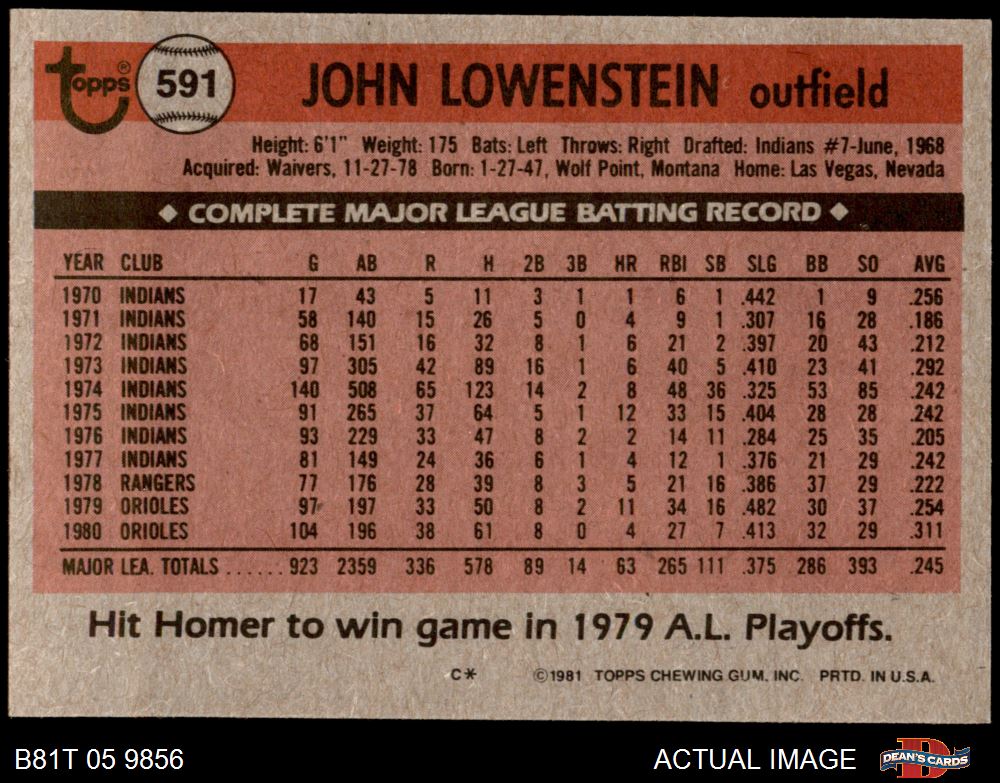 topps® 591 JOHN LOWENSTEIN outfield
Height: 6'1" Weight: 175 Bats: Left Throws: Right Drafted: Indians #7-June, 1968
Acquired: Waivers, 11-27-78 Born: 1-27-47, Wolf Point, Montana Home: Las Vegas, Nevada
◆ COMPLETE MAJOR LEAGUE BATTING RECORD ◆
YEAR CLUB G AB R H 2B 3B HR RBI SB SLG BB SO AVG
1970 INDIANS 17 43 5 11 3 1 1 6 1 .442 1 9 .256
1971 INDIANS 58 140 15 26 5 0 4 9 1 .307 16 28 .186
1972 INDIANS 68 151 16 32 8 1 6 21 2 .397 20 43 .212
1973 INDIANS 97 305 42 89 16 1 6 40 5 .410 23 41 .292
1974 INDIANS 140 508 65 123 14 2 8 48 36 .325 53 85 .242
1975 INDIANS 91 265 37 64 5 1 12 33 15 .404 28 28 .242
1976 INDIANS 93 229 33 47 8 2 2 14 11 .284 25 35 .205
1977 INDIANS 81 149 24 36 6 1 4 12 1 .376 21 29 .242
1978 RANGERS 77 176 28 39 8 3 5 21 16 .386 37 29 .222
1979 ORIOLES 97 197 33 50 8 2 11 34 16 .482 30 37 .254
1980 ORIOLES 104 196 38 61 8 0 4 27 7 .413 32 29 .311
MAJOR LEA. TOTALS ...... 923 2359 336 578 89 14 63 265 111 .375 286 393 .245
Hit Homer to win game in 1979 A.L. Playoffs.
C* ©1981 TOPPS CHEWING GUM, INC. PRTD. IN U.S.A.
B81T 05 9856 ACTUAL IMAGE DEAN'S CARDS